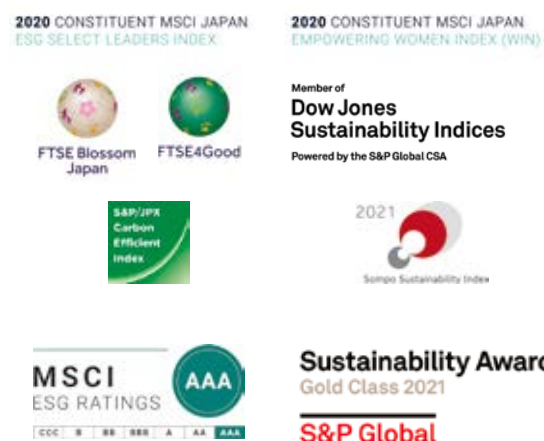 2020 CONSTITUENT MSCI JAPAN
ESG SELECT LEADERS INDEX
2020 CONSTITUENT MSCI JAPAN
EMPOWERING WOMEN INDEX (WIN)
FTSE Blossom
Japan
FTSE4Good
Member of
Dow Jones
Sustainability Indices
Powered by the S&P Global CSA
S&P/JPX
Carbon
Efficient
Index
2021
Sompo Sustainability Index
MSCI
ESG RATINGS
AAA
CCC B BB BBB A AA AAA
Sustainability Award
Gold Class 2021
S&P Global